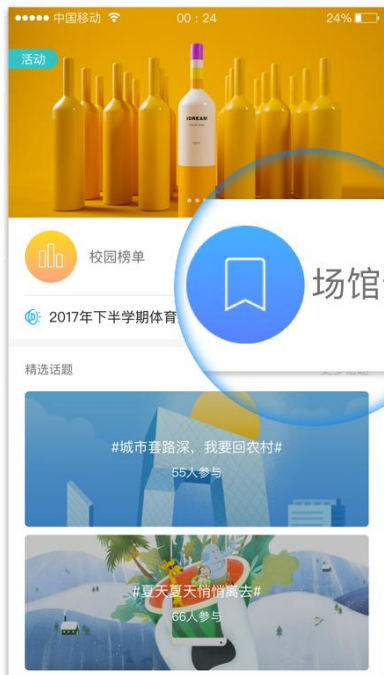 中国移动
00：24
24%
活动
IDREAM
校园榜单
场馆
2017年下半学期体育
精选话题
#城市套路深，我要回农村#
55人参与
#夏天夏天悄悄离去#
66人参与